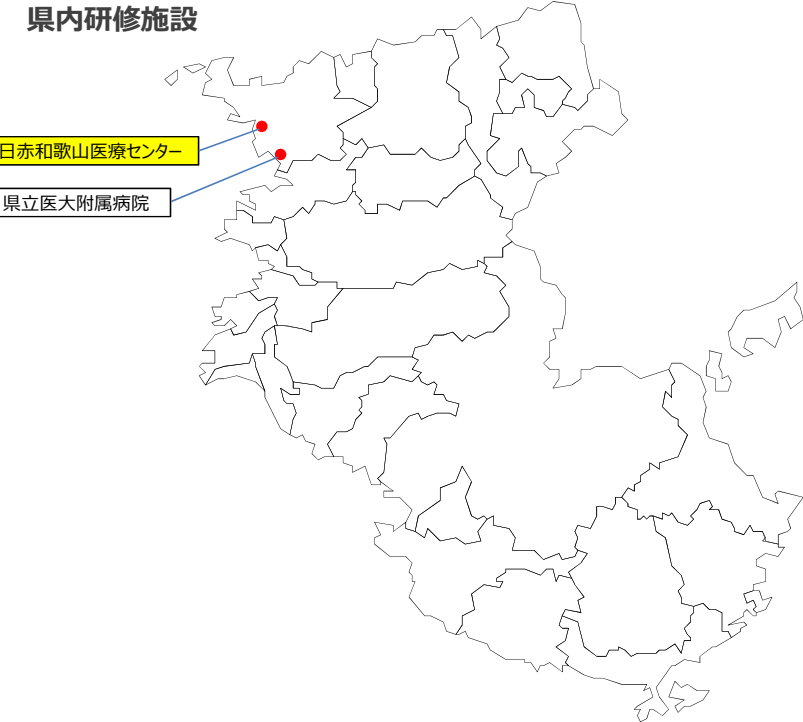 県内研修施設
日赤和歌山医療センター
県立医大附属病院